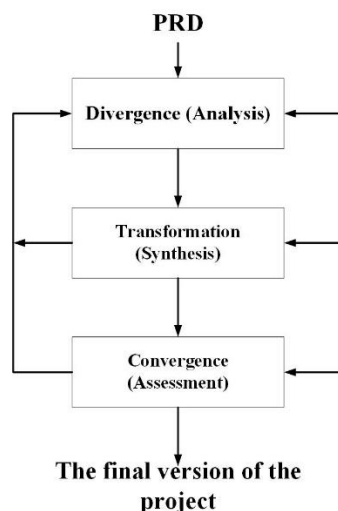 PRD
Divergence (Analysis)
Transformation
(Synthesis)
Convergence
(Assessment)
The final version of the
project